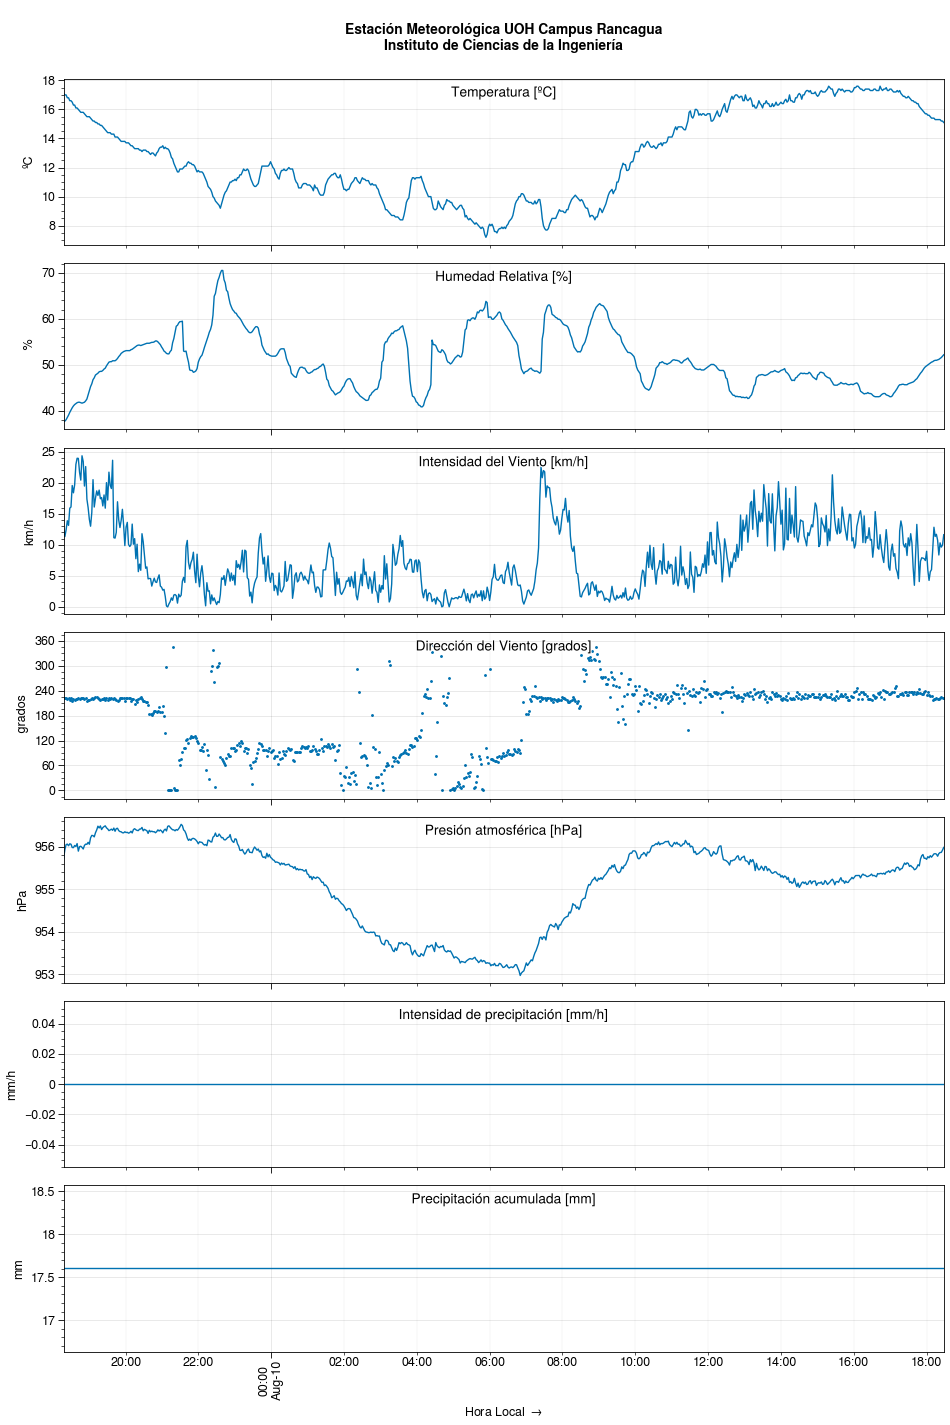 Estación Meteorológica UOH Campus Rancagua
Instituto de Ciencias de la Ingeniería
Temperatura [ºC]
18
16
14
12
10
8
ºC
Humedad Relativa [%]
70
60
50
40
%
Intensidad del Viento [km/h]
25
20
15
10
5
0
km/h
Dirección del Viento [grados]
360
300
240
180
120
60
0
grados
Presión atmosférica [hPa]
956
955
954
953
hPa
Intensidad de precipitación [mm/h]
0.04
0.02
0
−0.02
−0.04
mm/h
Precipitación acumulada [mm]
18.5
18
17.5
17
mm
20:00 22:00 00:00 02:00 04:00 06:00 08:00 10:00 12:00 14:00 16:00 18:00
Aug-10
Hora Local →